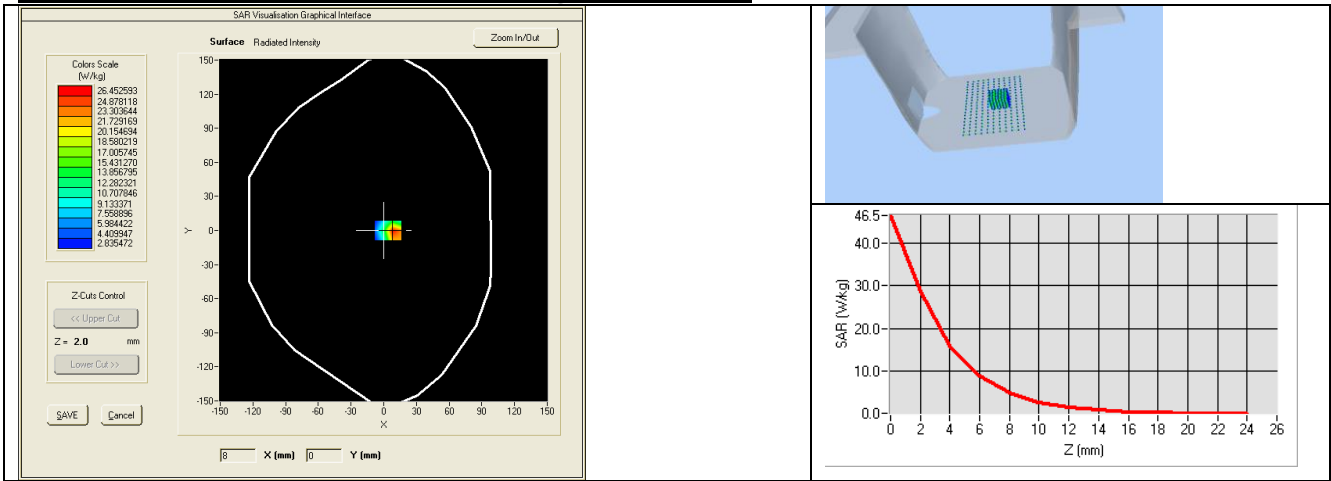 SAR Visualisation Graphical Interface
Surface Radiated Intensity
Zoom In/Out
Colors Scale
(W/kg)
26.452593
24.878118
23.303644
21.729169
20.154694
18.580219
17.005745
15.431270
13.856795
12.282321
10.707846
9.133371
7.558896
5.984422
4.409947
2.835472
Z-Cuts Control
<< Upper Cut
Z = 2.0 mm
Lower Cut >>
SAVE Cancel
150
120
90
60
30
0
-30
-60
-90
-120
-150
Y
-150 -120 -90 -60 -30 0 30 60 90 120 150
X
8 X (mm) 0 Y (mm)
46.5
40.0
30.0
20.0
10.0
0.0
SAR (W/kg)
0 2 4 6 8 10 12 14 16 18 20 22 24 26
Z (mm)